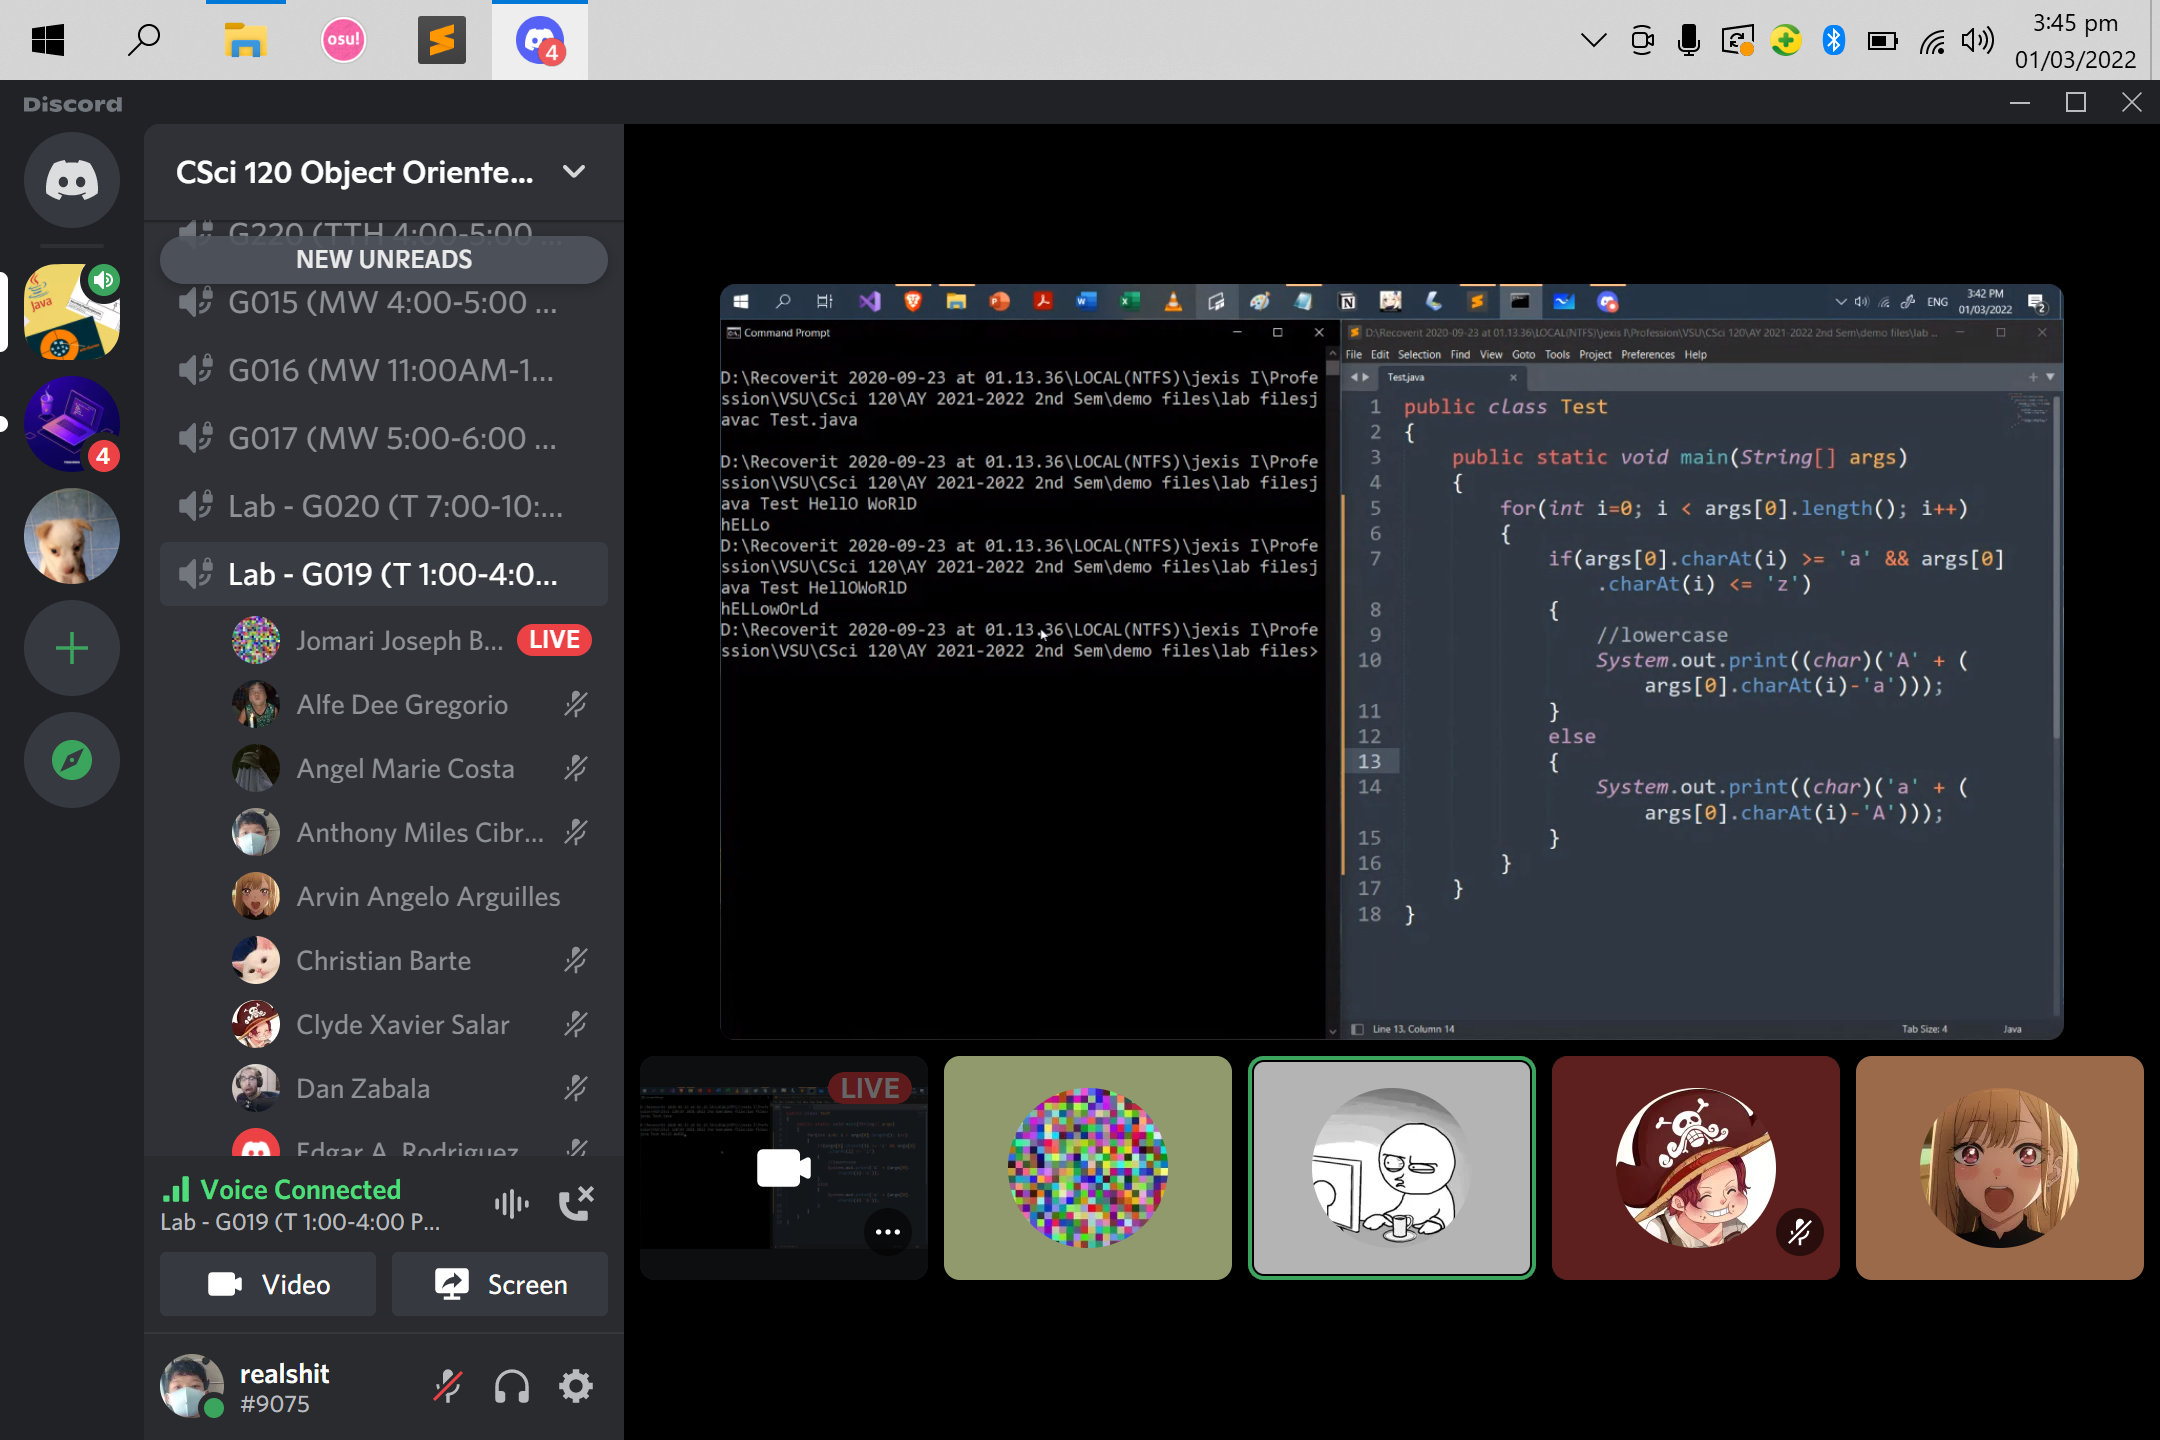 osu!
4
3:45 pm
01/03/2022
Discord
CSci 120 Object Oriente...
G220 (TTH 4:00-5:00 ...
NEW UNREADS
G015 (MW 4:00-5:00 ...
G016 (MW 11:00AM-1...
G017 (MW 5:00-6:00 ...
Lab - G020 (T 7:00-10:...
Lab - G019 (T 1:00-4:0...
Jomari Joseph B... LIVE
Alfe Dee Gregorio
Angel Marie Costa
Anthony Miles Cibr...
Arvin Angelo Arguilles
Christian Barte
Clyde Xavier Salar
Dan Zabala
Edgar A. Rodriguez
Java
4
Voice Connected
Lab - G019 (T 1:00-4:00 P...
Video
Screen
realshit
#9075
ENG
3:42 PM
01/03/2022
2
Command Prompt
D:\Recoverit 2020-09-23 at 01.13.36\LOCAL(NTFS)\jexis I\Profe
ssion\VSU\CSci 120\AY 2021-2022 2nd Sem\demo files\lab filesj
avac Test.java
D:\Recoverit 2020-09-23 at 01.13.36\LOCAL(NTFS)\jexis I\Profe
ssion\VSU\CSci 120\AY 2021-2022 2nd Sem\demo files\lab filesj
ava Test HellO WoRlD
hELLo
D:\Recoverit 2020-09-23 at 01.13.36\LOCAL(NTFS)\jexis I\Profe
ssion\VSU\CSci 120\AY 2021-2022 2nd Sem\demo files\lab filesj
ava Test HellOWoRlD
hELLowOrLd
D:\Recoverit 2020-09-23 at 01.13.36\LOCAL(NTFS)\jexis I\Profe
ssion\VSU\CSci 120\AY 2021-2022 2nd Sem\demo files\lab files>
D:\Recoverit 2020-09-23 at 01.13.36\LOCAL(NTFS)\jexis I\Profession\VSU\CSci 120\AY 2021-2022 2nd Sem\demo files\lab ...
File Edit Selection Find View Goto Tools Project Preferences Help
Test.java
1 public class Test
2 {
3 public static void main(String[] args)
4 {
5 for(int i=0; i < args[0].length(); i++)
6 {
7 if(args[0].charAt(i) >= 'a' && args[0]
.charAt(i) <= 'z')
8 {
9 //lowercase
10 System.out.print((char)('A' + (
args[0].charAt(i)-'a')));
11 }
12 else
13 {
14 System.out.print((char)('a' + (
args[0].charAt(i)-'A')));
15 }
16 }
17 }
18 }
Line 13, Column 14
Tab Size: 4
Java
LIVE